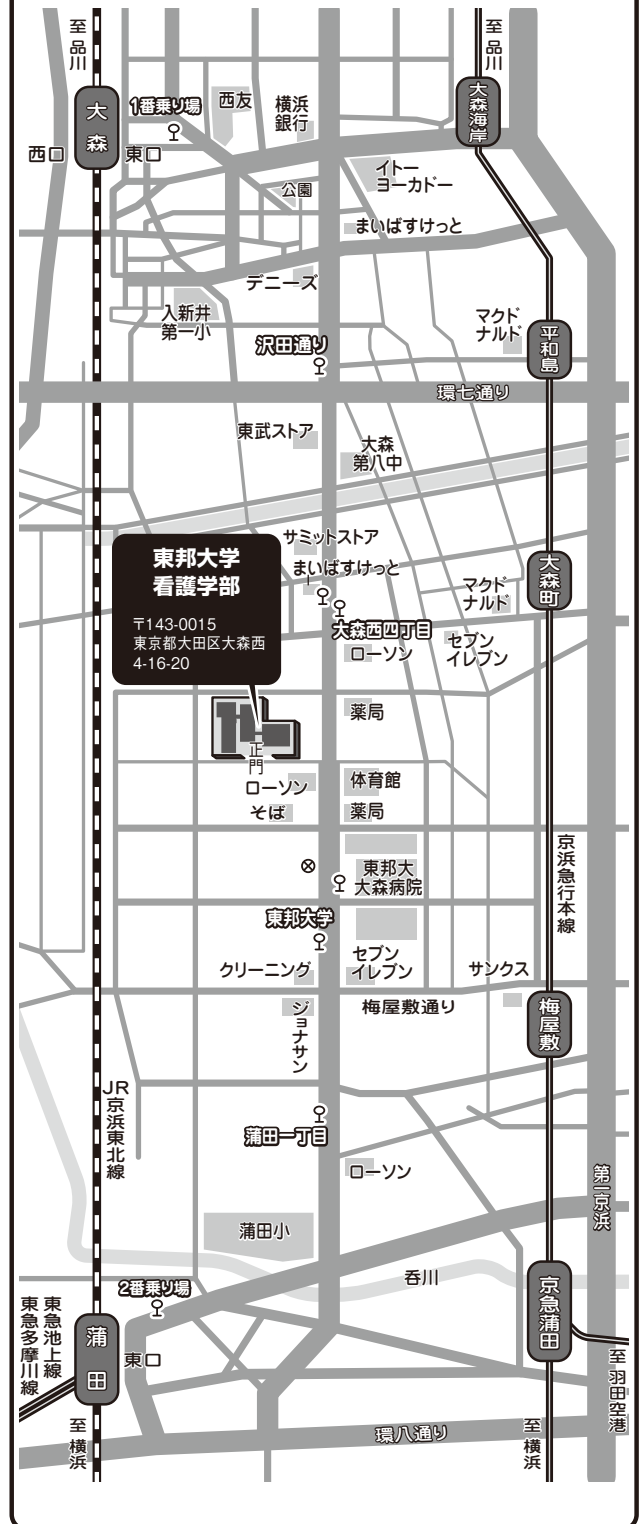 至 品川
至 品川
大森
1番乗り場
西友
横浜
銀行
大森海岸
西口
東口
公園
イトー
ヨーカドー
まいばすけっと
デニーズ
入新井
第一小
沢田通り
マクド
ナルド
平和島
環七通り
東武ストア
大森
第八中
サミットストア
まいばすけっと
東邦大学
看護学部
〒143-0015
東京都大田区大森西
4-16-20
大森町
マクド
ナルド
大森西四丁目
ローソン
セブン
イレブン
薬局
正門
ローソン
体育館
そば
薬局
東邦大
大森病院
京浜急行本線
東邦大学
クリーニング
セブン
イレブン
サンクス
ジョナサン
梅屋敷通り
梅屋敷
JR京浜東北線
蒲田一丁目
ローソン
第一京浜
蒲田小
呑川
2番乗り場
京急蒲田
東急池上線
東急多摩川線
蒲田
東口
至 羽田空港
環八通り
至 横浜
至 横浜